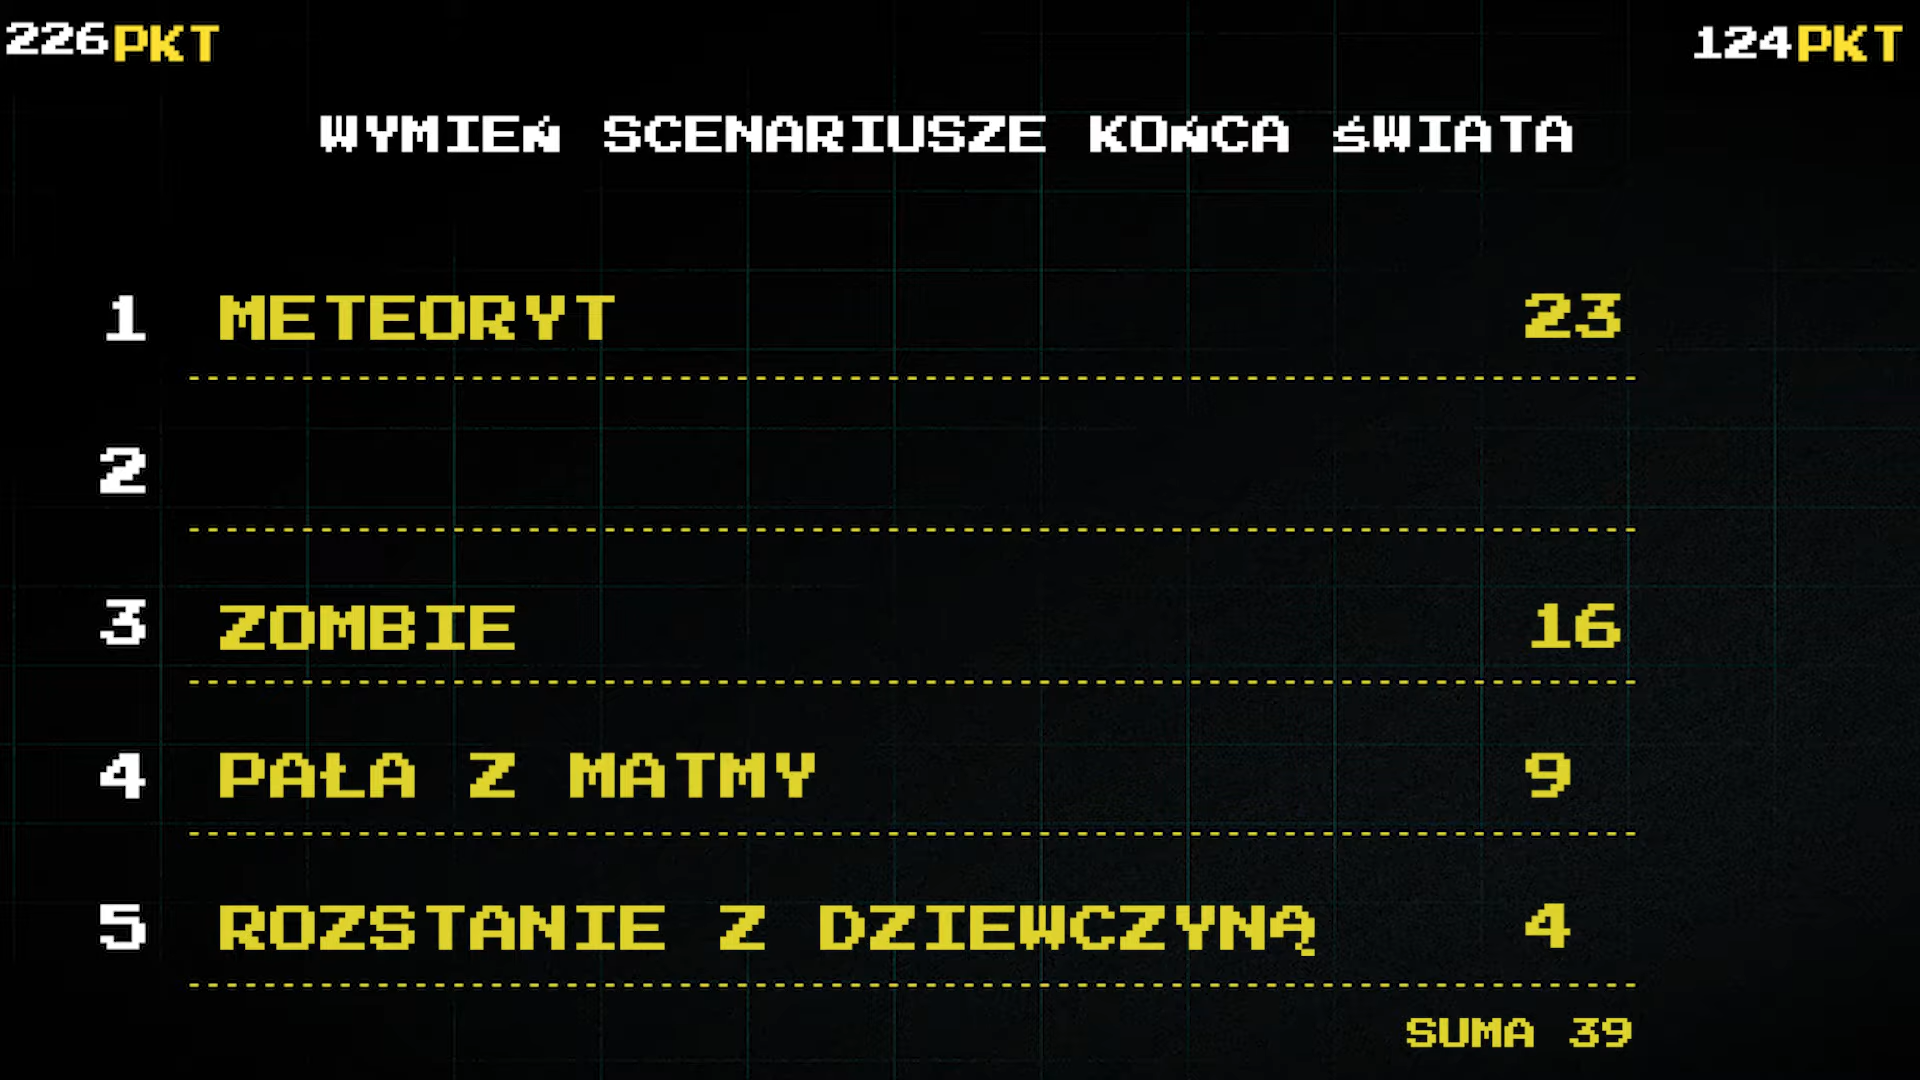 226PKT
124PKT
WYMIEń SCENARIUSZE KOńCA śWIATA
1 METEORYT 23
2
3 ZOMBIE 16
4 PAŁA Z MATMY 9
5 ROZSTANIE Z DZIEWCZYNĄ 4
SUMA 39